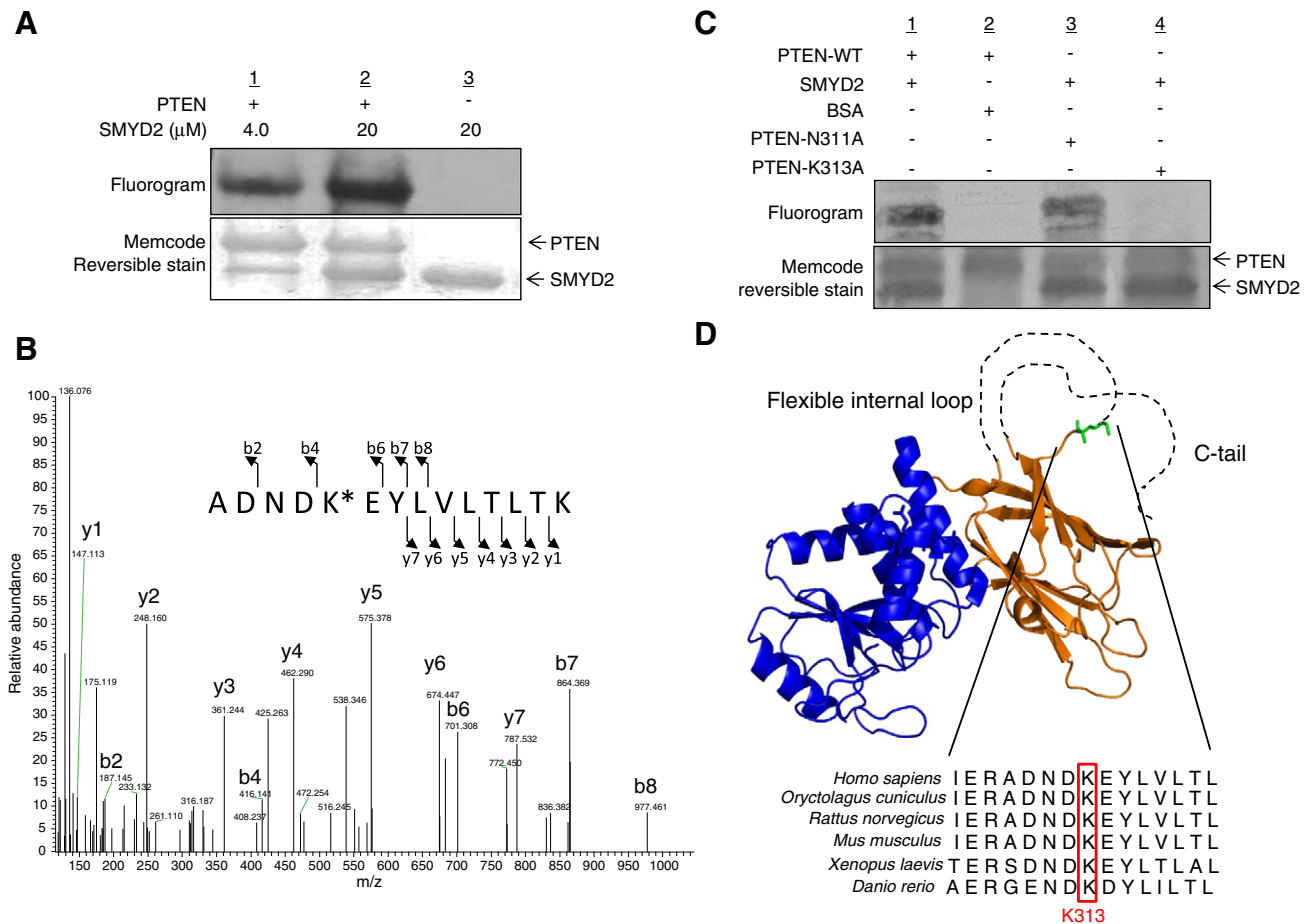 A
1 2 3
PTEN + + -
SMYD2 (µM) 4.0 20 20
Fluorogram
Memcode
Reversible stain
PTEN
SMYD2
B
Relative abundance
100
95
90
85
80
75
70
65
60
55
50
45
40
35
30
25
20
15
10
5
0
136.076
y1
147.113
175.119
b2
187.145
233.132
y2
248.160
261.110
316.187
y3
361.244
408.237
b4
416.141
425.263
y4
462.290
472.254
516.245
538.346
y5
575.378
y6
674.447
b6
701.308
772.450
y7
787.532
836.382
b7
864.369
b8
977.461
b2 b4 b6 b7 b8
A D N D K* E Y L V L T L T K
y7 y6 y5 y4 y3 y2 y1
150 200 250 300 350 400 450 500 550 600 650 700 750 800 850 900 950 1000
m/z
C
1 2 3 4
PTEN-WT + + - -
SMYD2 + - + +
BSA - + - -
PTEN-N311A - - + -
PTEN-K313A - - - +
Fluorogram
Memcode
reversible stain
PTEN
SMYD2
D
Flexible internal loop
C-tail
Homo sapiens I E R A D N D K E Y L V L T L
Oryctolagus cuniculus I E R A D N D K E Y L V L T L
Rattus norvegicus I E R A D N D K E Y L V L T L
Mus musculus I E R A D N D K E Y L V L T L
Xenopus laevis T E R S D N D K E Y L T L A L
Danio rerio A E R G E N D K D Y L I L T L
K313